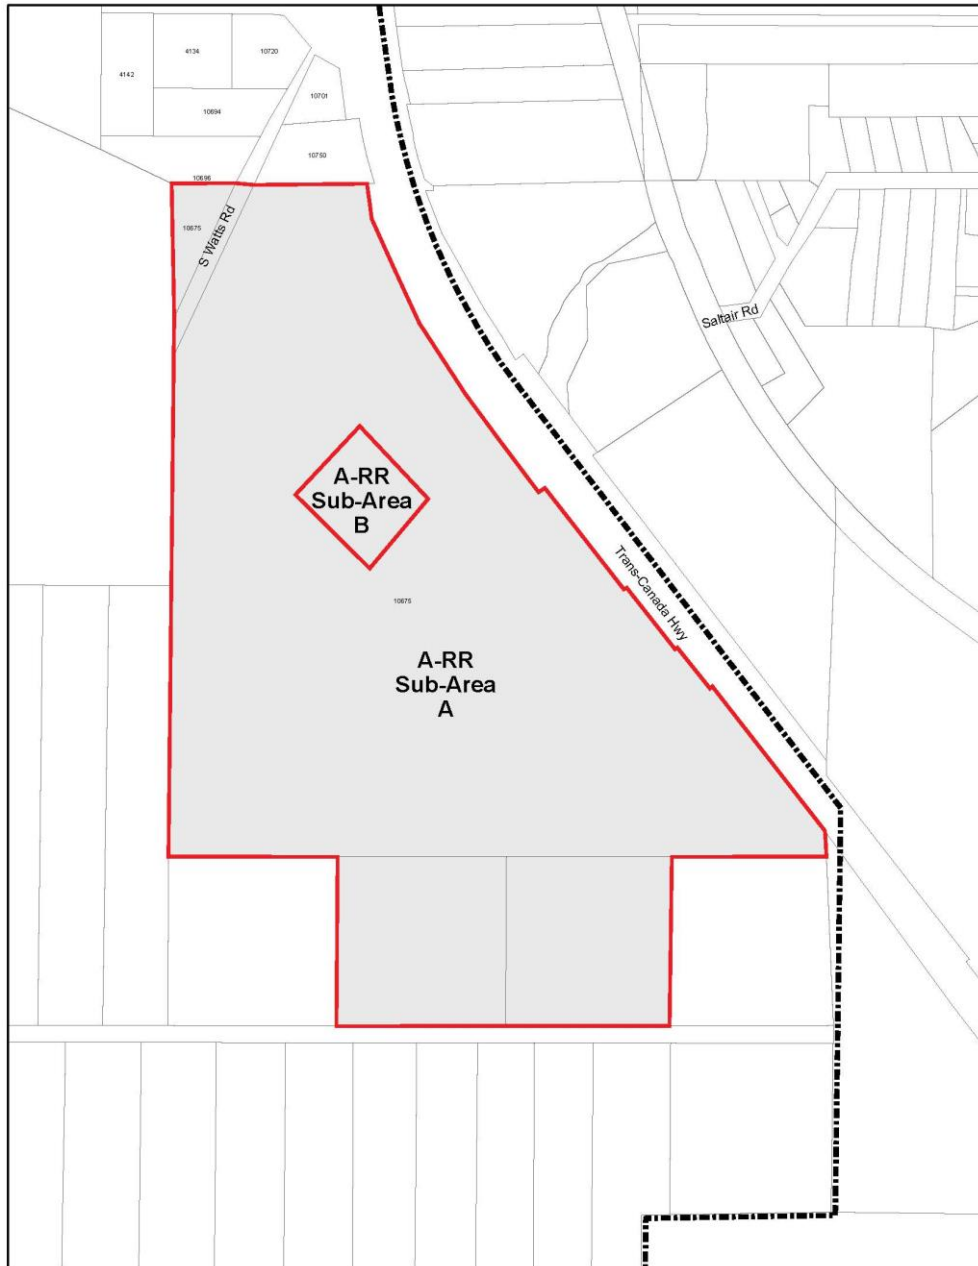 4134
10720
4142
10701
10694
10750
10696
10675
S Watts Rd
Saltair Rd
A-RR
Sub-Area
B
Trans-Canada Hwy
10675
A-RR
Sub-Area
A